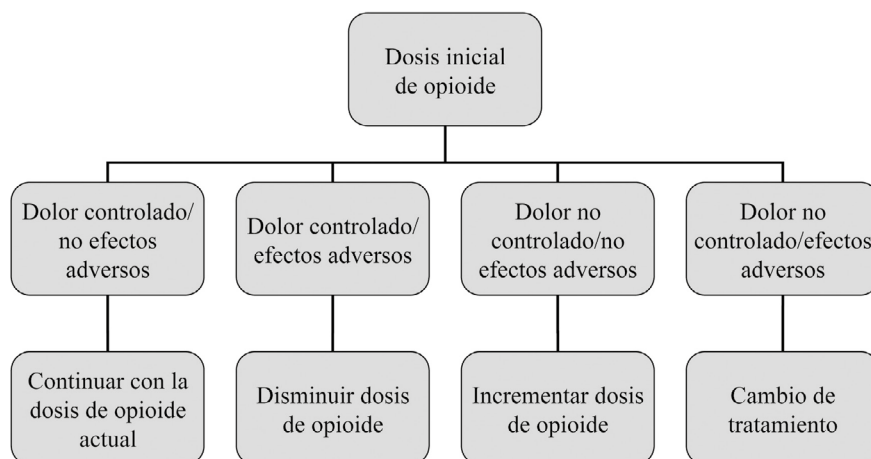 Dosis inicial
de opioide
Dolor controlado/
no efectos
adversos
Dolor controlado/
efectos adversos
Dolor no
controlado/no
efectos adversos
Dolor no
controlado/efectos
adversos
Continuar con la
dosis de opioide
actual
Disminuir dosis
de opioide
Incrementar dosis
de opioide
Cambio de
tratamiento